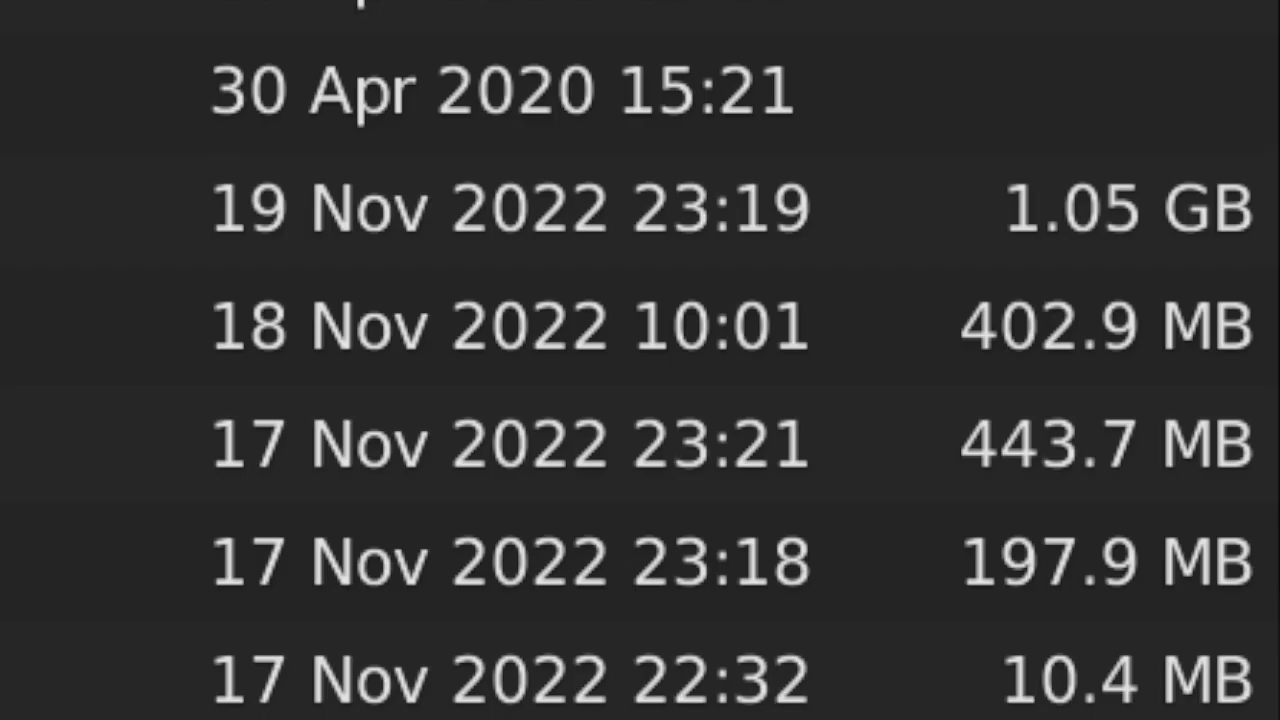 30 Apr 2020 15:21
19 Nov 2022 23:19 1.05 GB
18 Nov 2022 10:01 402.9 MB
17 Nov 2022 23:21 443.7 MB
17 Nov 2022 23:18 197.9 MB
17 Nov 2022 22:32 10.4 MB